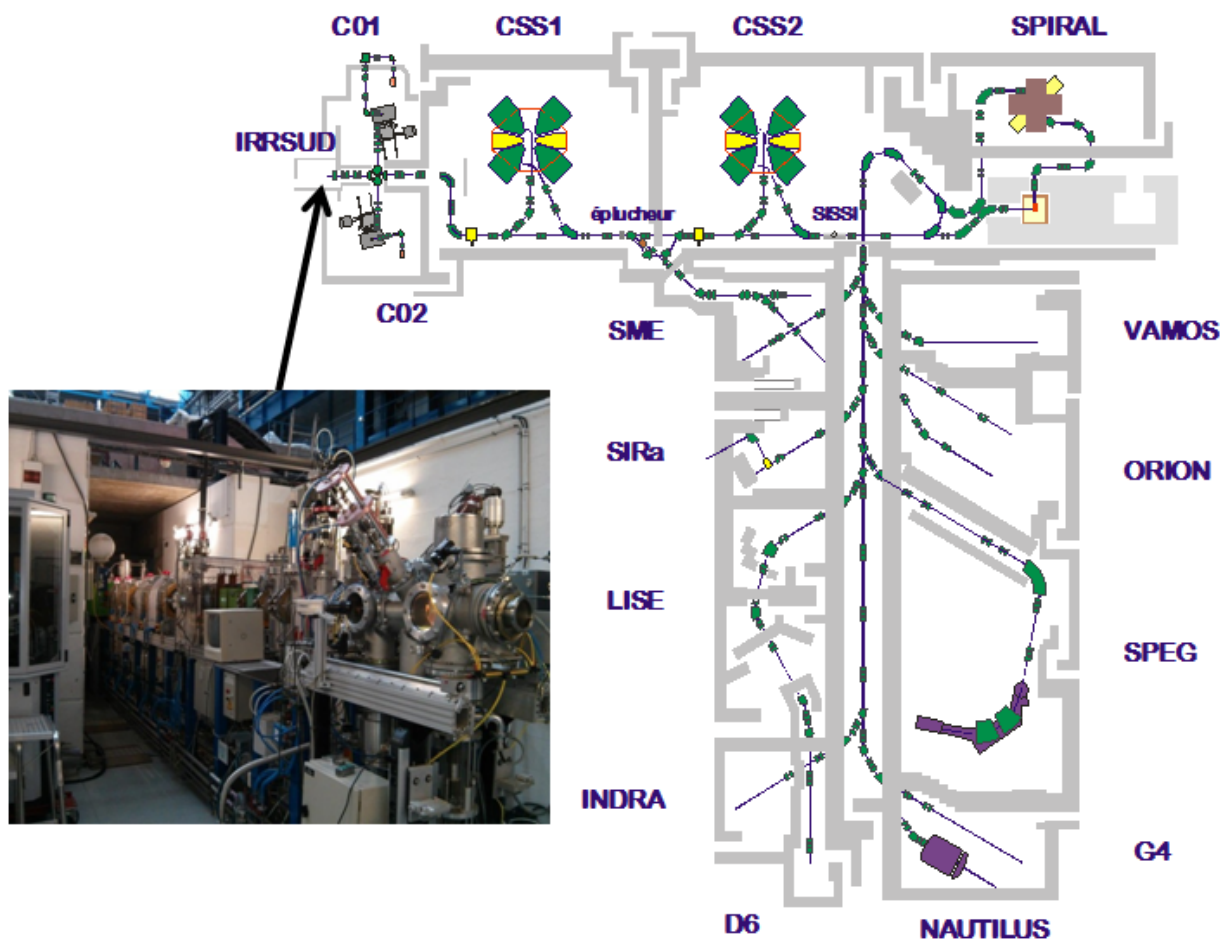 C01
CSS1
CSS2
SPIRAL
IRRSUD
éplucheur
SISSI
C02
SME
VAMOS
SIRa
ORION
LISE
SPEG
INDRA
G4
D6
NAUTILUS